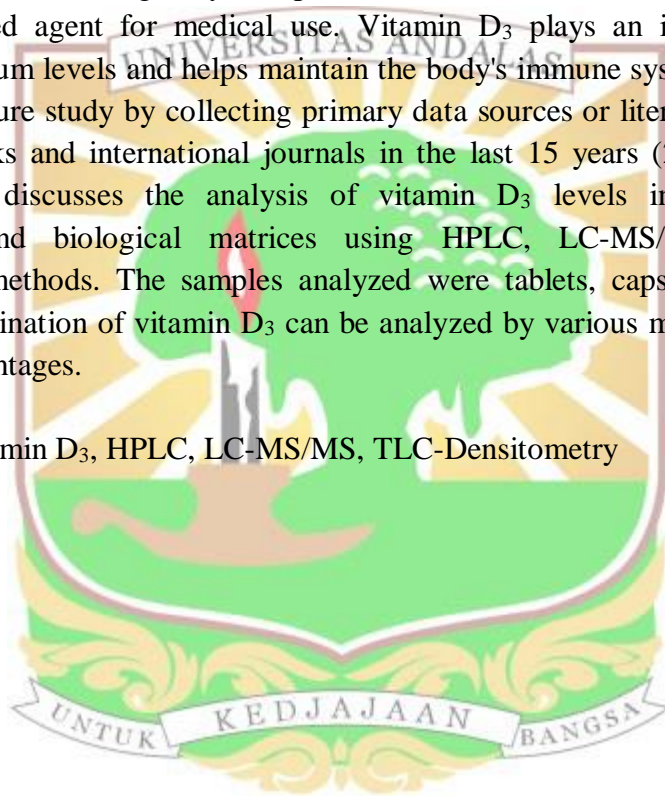 ed agent for medical use. Vitamin D₃ plays an i
UNIVERSITAS ANDALAS
um levels and helps maintain the body's immune sys
ure study by collecting primary data sources or liter
ks and international journals in the last 15 years (
discusses the analysis of vitamin D₃ levels in
nd biological matrices using HPLC, LC-MS/
methods. The samples analyzed were tablets, caps
ination of vitamin D₃ can be analyzed by various m
ntages.
min D₃, HPLC, LC-MS/MS, TLC-Densitometry
UNTUK KEDJAJAAN BANGSA